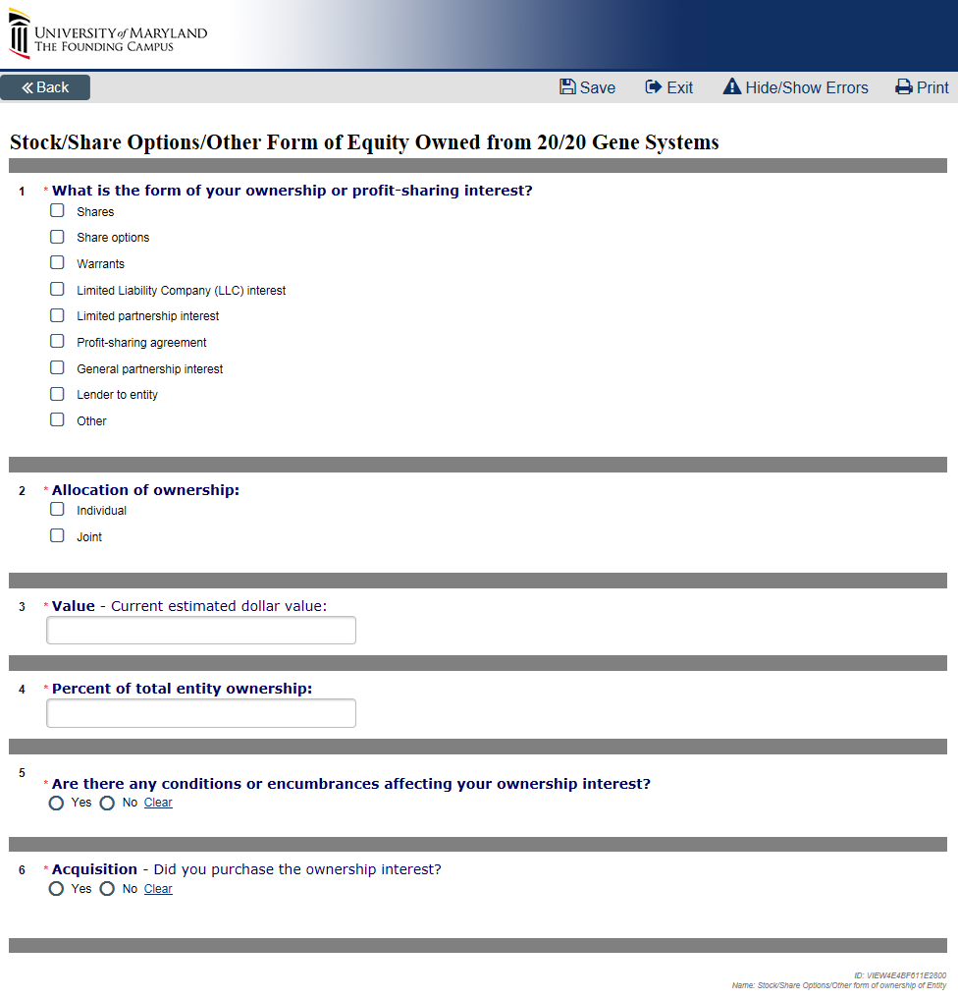 UNIVERSITY of MARYLAND
THE FOUNDING CAMPUS
« Back
Save Exit Hide/Show Errors Print
Stock/Share Options/Other Form of Equity Owned from 20/20 Gene Systems
1 * What is the form of your ownership or profit-sharing interest?
Shares
Share options
Warrants
Limited Liability Company (LLC) interest
Limited partnership interest
Profit-sharing agreement
General partnership interest
Lender to entity
Other
2 * Allocation of ownership:
Individual
Joint
3 * Value - Current estimated dollar value:
4 * Percent of total entity ownership:
5
* Are there any conditions or encumbrances affecting your ownership interest?
Yes No Clear
6 * Acquisition - Did you purchase the ownership interest?
Yes No Clear
ID: VIEW4E4BF611E2800
Name: Stock/Share Options/Other form of ownership of Entity